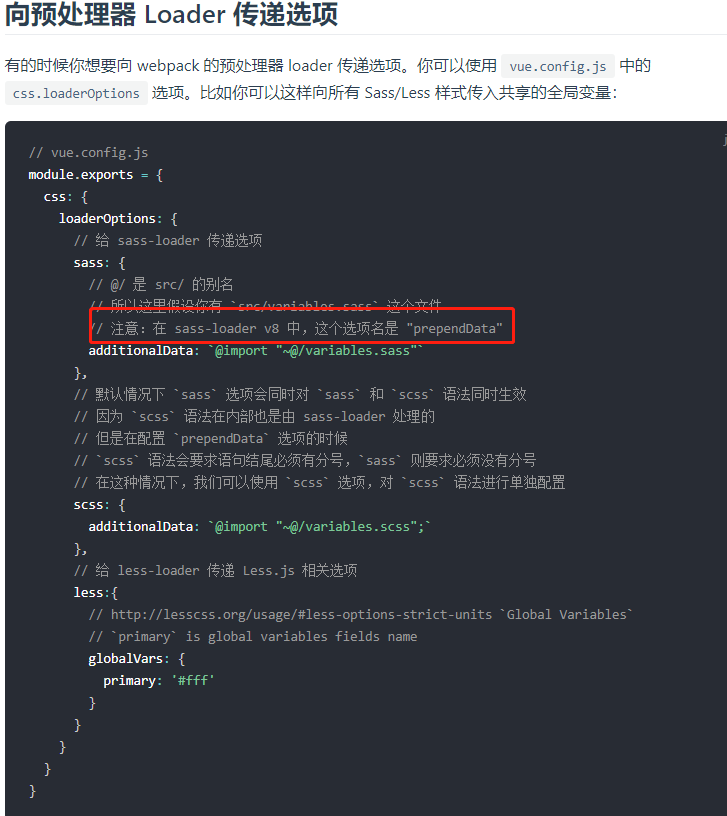 向预处理器 Loader 传递选项
有的时候你想要向 webpack 的预处理器 loader 传递选项。你可以使用 vue.config.js 中的
css.loaderOptions 选项。比如你可以这样向所有 Sass/Less 样式传入共享的全局变量：
// vue.config.js
module.exports = {
css: {
loaderOptions: {
// 给 sass-loader 传递选项
sass: {
// @/ 是 src/ 的别名
// 所以这里假设你有 `src/variables.sass` 这个文件
// 注意：在 sass-loader v8 中，这个选项名是 "prependData"
additionalData: `@import "~@/variables.sass"`
},
// 默认情况下 `sass` 选项会同时对 `sass` 和 `scss` 语法同时生效
// 因为 `scss` 语法在内部也是由 sass-loader 处理的
// 但是在配置 `prependData` 选项的时候
// `scss` 语法会要求语句结尾必须有分号，`sass` 则要求必须没有分号
// 在这种情况下，我们可以使用 `scss` 选项，对 `scss` 语法进行单独配置
scss: {
additionalData: `@import "~@/variables.scss";`
},
// 给 less-loader 传递 Less.js 相关选项
less:{
// http://lesscss.org/usage/#less-options-strict-units `Global Variables`
// `primary` is global variables fields name
globalVars: {
primary: '#fff'
}
}
}
}
}